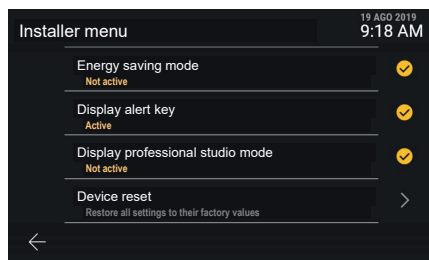 19 AGO 2019
Installer menu
9:18 AM
Energy saving mode
Not active
Display alert key
Active
Display professional studio mode
Not active
Device reset
Restore all settings to their factory values